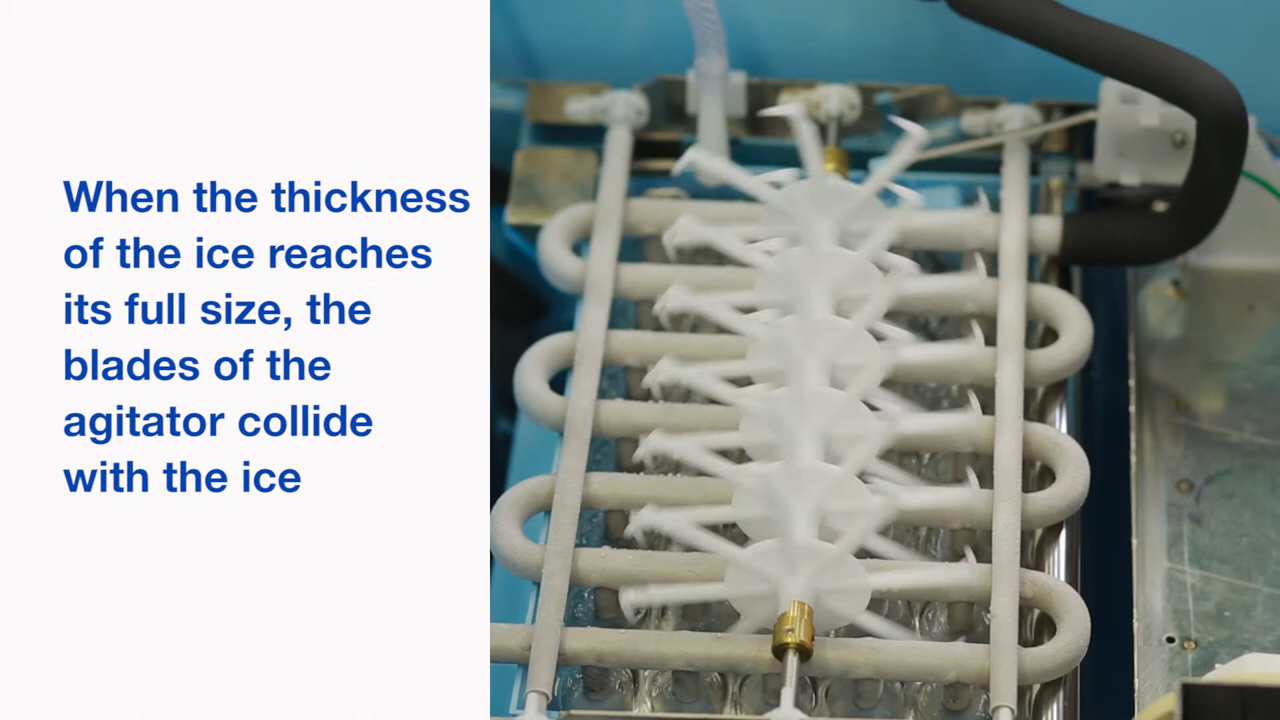 When the thickness
of the ice reaches
its full size, the
blades of the
agitator collide
with the ice